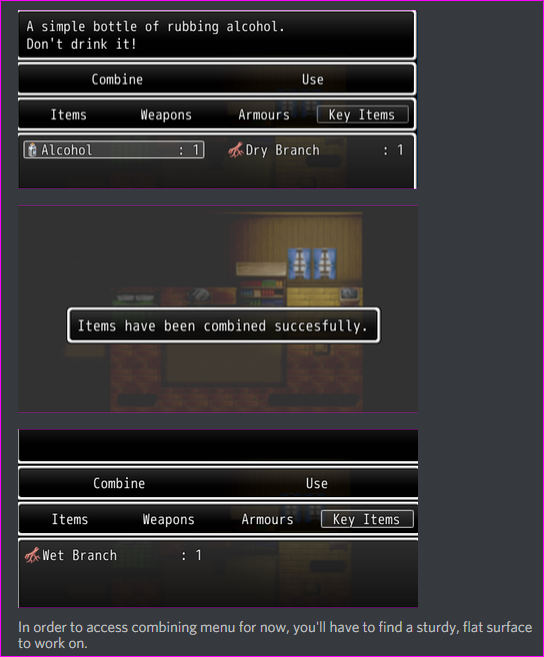 A simple bottle of rubbing alcohol.
Don't drink it!
Combine Use
Items Weapons Armours Key Items
Alcohol : 1 Dry Branch : 1
Items have been combined succesfully.
Combine Use
Items Weapons Armours Key Items
Wet Branch : 1
In order to access combining menu for now, you'll have to find a sturdy, flat surface
to work on.